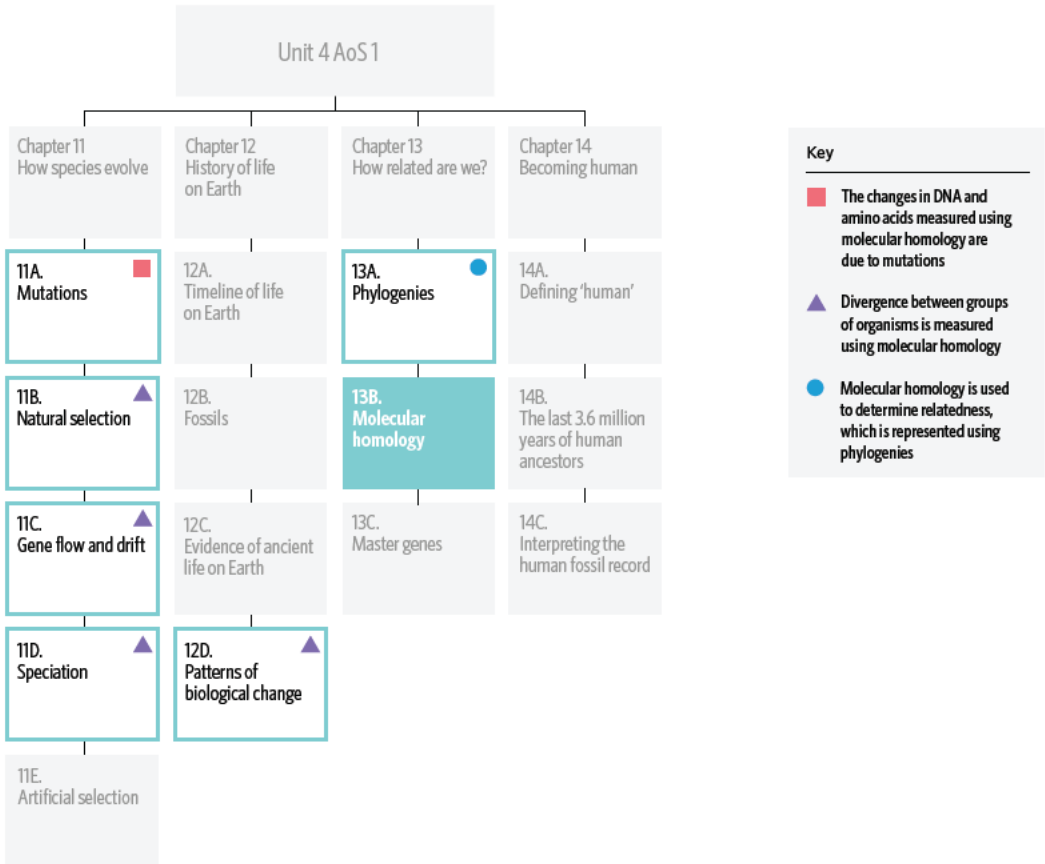 Unit 4 AoS 1
Chapter 11
How species evolve
Chapter 12
History of life
on Earth
Chapter 13
How related are we?
Chapter 14
Becoming human
11A.
Mutations
12A.
Timeline of life
on Earth
13A.
Phylogenies
14A.
Defining ‘human’
11B.
Natural selection
12B.
Fossils
13B.
Molecular
homology
14B.
The last 3.6 million
years of human
ancestors
11C.
Gene flow and drift
12C.
Evidence of ancient
life on Earth
13C.
Master genes
14C.
Interpreting the
human fossil record
11D.
Speciation
12D.
Patterns of
biological change
11E.
Artificial selection
Key
The changes in DNA and
amino acids measured using
molecular homology are
due to mutations
Divergence between groups
of organisms is measured
using molecular homology
Molecular homology is used
to determine relatedness,
which is represented using
phylogenies